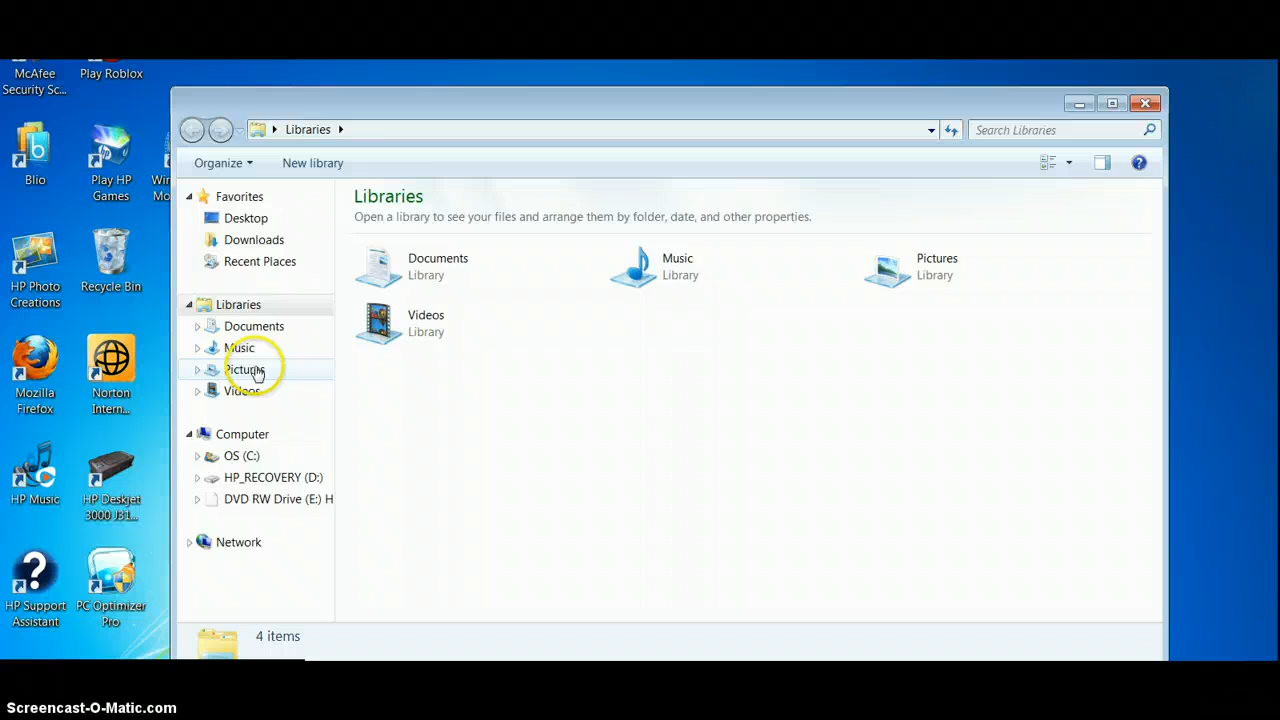 McAfee
Security Sc...
Play Roblox
Blio
Play HP
Games
Win
Mo
HP Photo
Creations
Recycle Bin
Mozilla
Firefox
Norton
Intern...
HP Music
HP Deskjet
3000 J31...
HP Support
Assistant
PC Optimizer
Pro
Libraries
Search Libraries
Organize
New library
Favorites
Desktop
Downloads
Recent Places
Libraries
Documents
Music
Pictures
Videos
Computer
OS (C:)
HP_RECOVERY (D:)
DVD RW Drive (E:) H
Network
Libraries
Open a library to see your files and arrange them by folder, date, and other properties.
Documents
Library
Music
Library
Pictures
Library
Videos
Library
4 items
Screencast-O-Matic.com